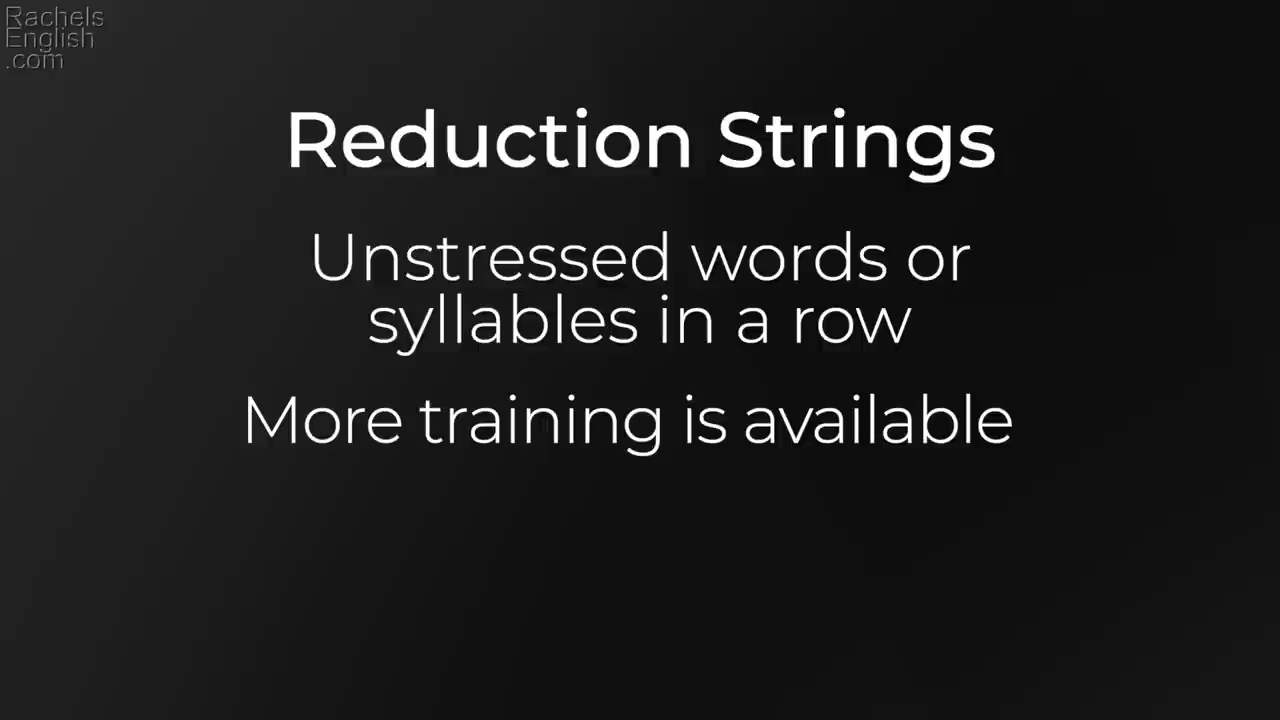 Rachels
English
.com
Reduction Strings
Unstressed words or
syllables in a row
More training is available